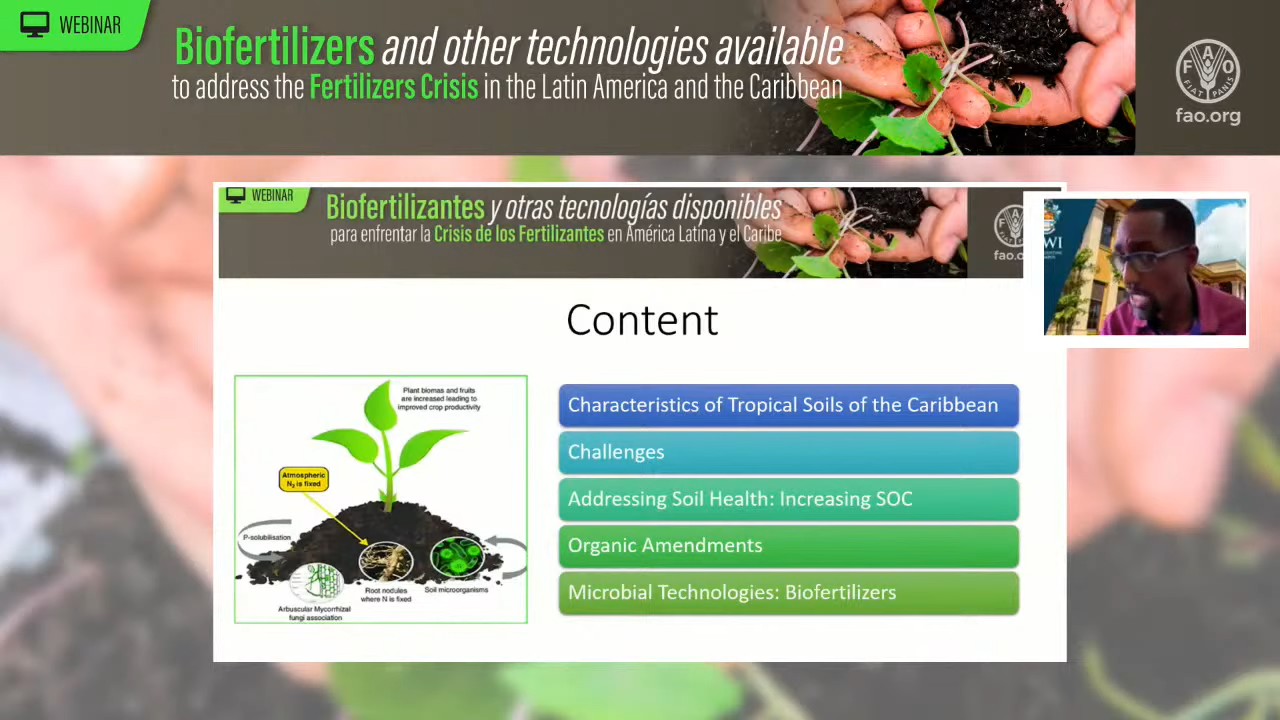 WEBINAR
Biofertilizers and other technologies available
to address the Fertilizers Crisis in the Latin America and the Caribbean
FAO
FIAT PANIS
fao.org
WEBINAR
Biofertilizantes y otras tecnologías disponibles
para enfrentar la Crisis de los Fertilizantes en América Latina y el Caribe
fao.o
WI
Content
Plant biomas and fruits
are increased leading to
improved crop productivity
Atmospheric
N2 is fixed
P-solubilisation
Root nodules
where N is fixed
Soil microorganisms
Arbuscular Mycorrhizal
fungi association
Characteristics of Tropical Soils of the Caribbean
Challenges
Addressing Soil Health: Increasing SOC
Organic Amendments
Microbial Technologies: Biofertilizers